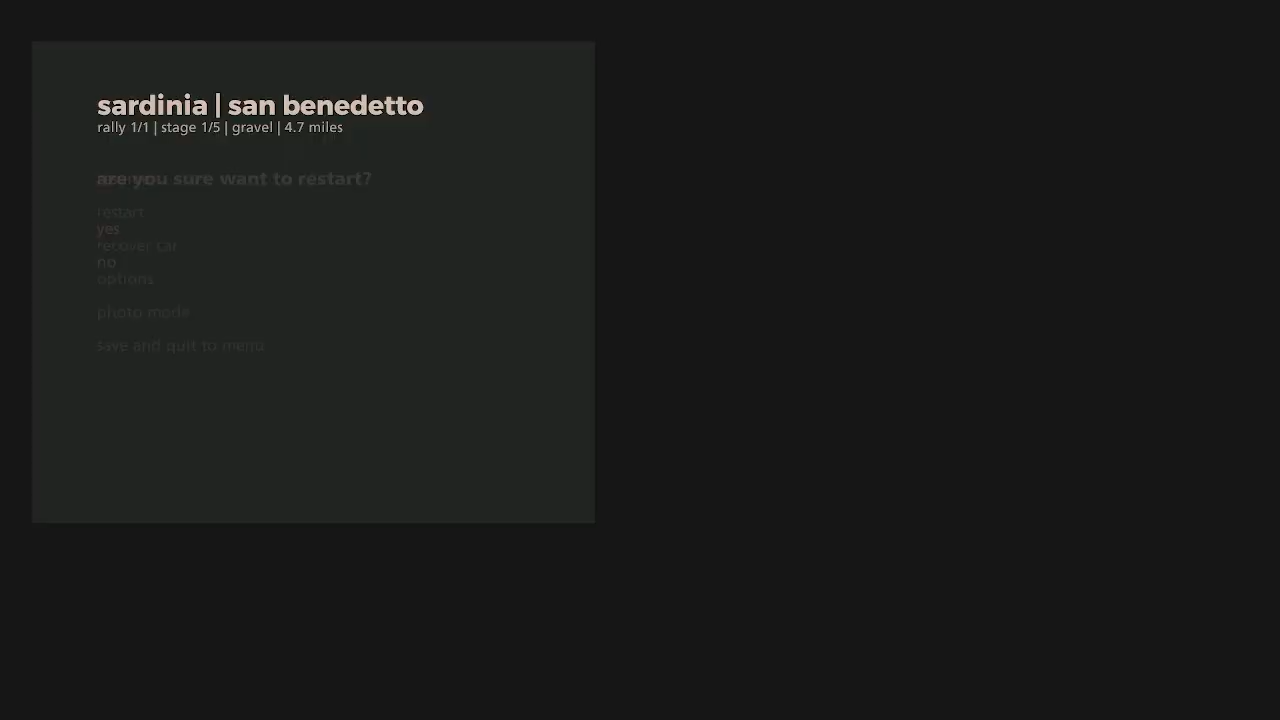 sardinia | san benedetto
rally 1/1 | stage 1/5 | gravel | 4.7 miles
are you sure want to restart?
restart
yes
recover car
no
options
photo mode
save and quit to menu